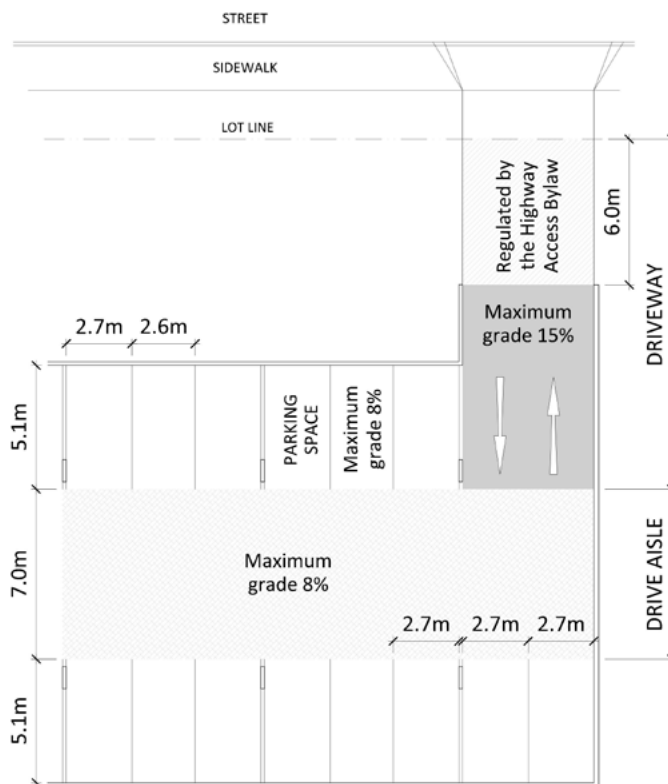 STREET
SIDEWALK
LOT LINE
Regulated by
the Highway
Access Bylaw
6.0m
DRIVEWAY
2.7m
2.6m
Maximum
grade 15%
5.1m
PARKING
SPACE
Maximum
grade 8%
7.0m
Maximum
grade 8%
DRIVE AISLE
2.7m
2.7m
2.7m
5.1m